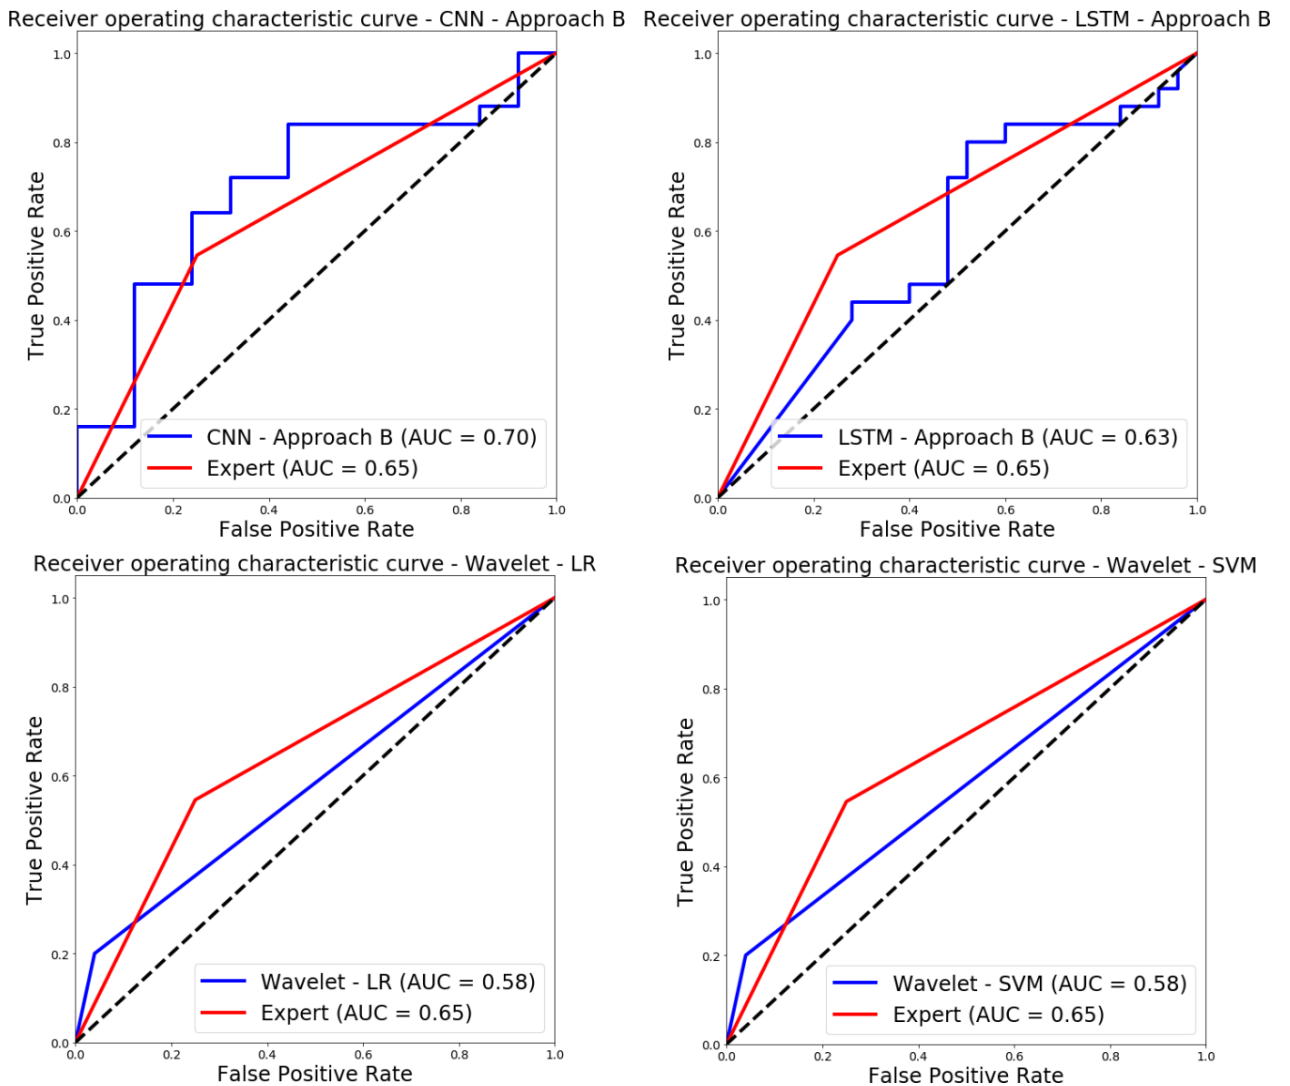 Receiver operating characteristic curve - CNN - Approach B
1.0
0.8
0.6
0.4
0.2
0.0
True Positive Rate
CNN - Approach B (AUC = 0.70)
Expert (AUC = 0.65)
0.0 0.2 0.4 0.6 0.8 1.0
False Positive Rate
Receiver operating characteristic curve - LSTM - Approach B
1.0
0.8
0.6
0.4
0.2
0.0
True Positive Rate
LSTM - Approach B (AUC = 0.63)
Expert (AUC = 0.65)
0.0 0.2 0.4 0.6 0.8 1.0
False Positive Rate
Receiver operating characteristic curve - Wavelet - LR
1.0
0.8
0.6
0.4
0.2
0.0
True Positive Rate
Wavelet - LR (AUC = 0.58)
Expert (AUC = 0.65)
0.0 0.2 0.4 0.6 0.8 1.0
False Positive Rate
Receiver operating characteristic curve - Wavelet - SVM
1.0
0.8
0.6
0.4
0.2
0.0
True Positive Rate
Wavelet - SVM (AUC = 0.58)
Expert (AUC = 0.65)
0.0 0.2 0.4 0.6 0.8 1.0
False Positive Rate